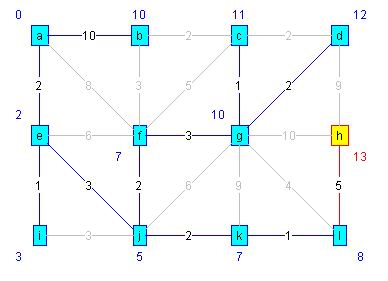 0 10 11 12
a 10 b 2 c 2 d
2 8 3 5 1 2 9
2 10
e 6 f 3 g 10 h
7 13
1 3 2 6 9 4 5
i 3 j 2 k 1 l
3 5 7 8